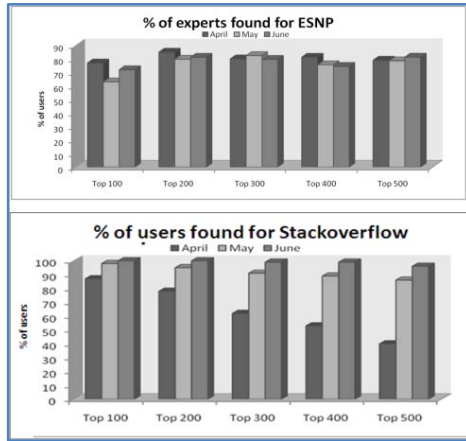 % of experts found for ESNP
April May June
% of users
90
80
70
60
50
40
30
20
10
0
Top 100 Top 200 Top 300 Top 400 Top 500
% of users found for Stackoverflow
April May June
% of users
100
90
80
70
60
50
40
30
20
10
0
Top 100 Top 200 Top 300 Top 400 Top 500